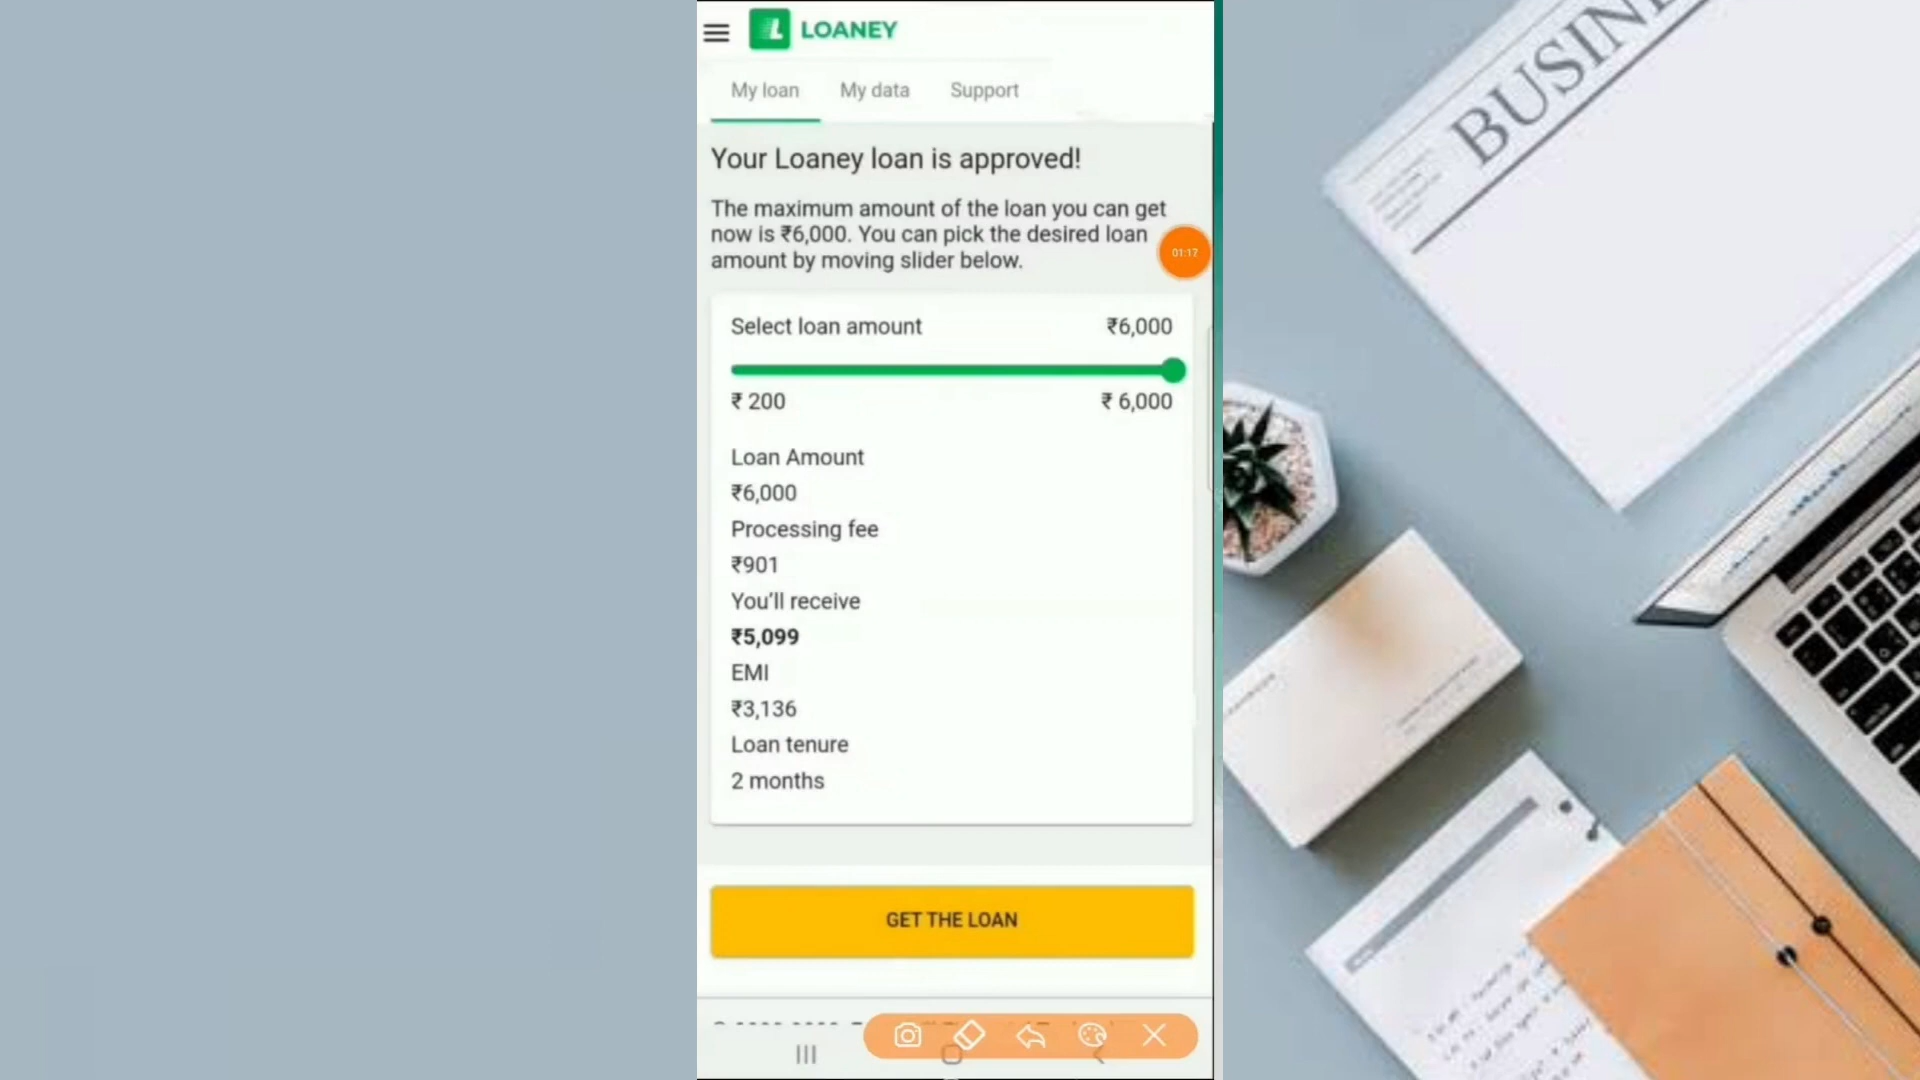 LOANEY
My loan My data Support
Your Loaney loan is approved!
The maximum amount of the loan you can get
now is ₹6,000. You can pick the desired loan
amount by moving slider below.
01:17
Select loan amount ₹6,000
₹ 200 ₹ 6,000
Loan Amount
₹6,000
Processing fee
₹901
You'll receive
₹5,099
EMI
₹3,136
Loan tenure
2 months
GET THE LOAN